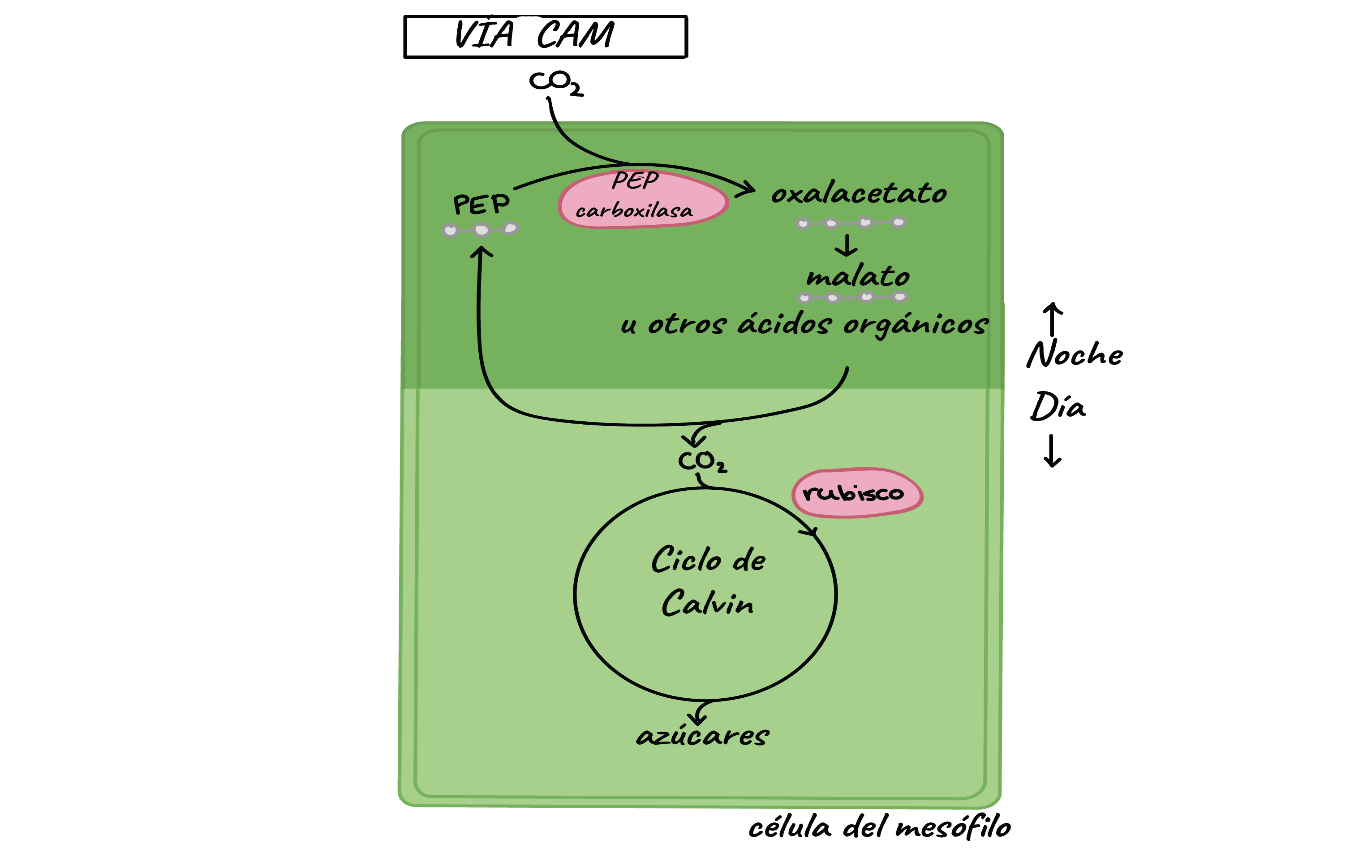 VÍA CAM
CO₂
PEP
PEP
carboxilasa
oxalacetato
malato
u otros ácidos orgánicos
Noche
Día
CO₂
rubisco
Ciclo de
Calvin
azúcares
célula del mesófilo